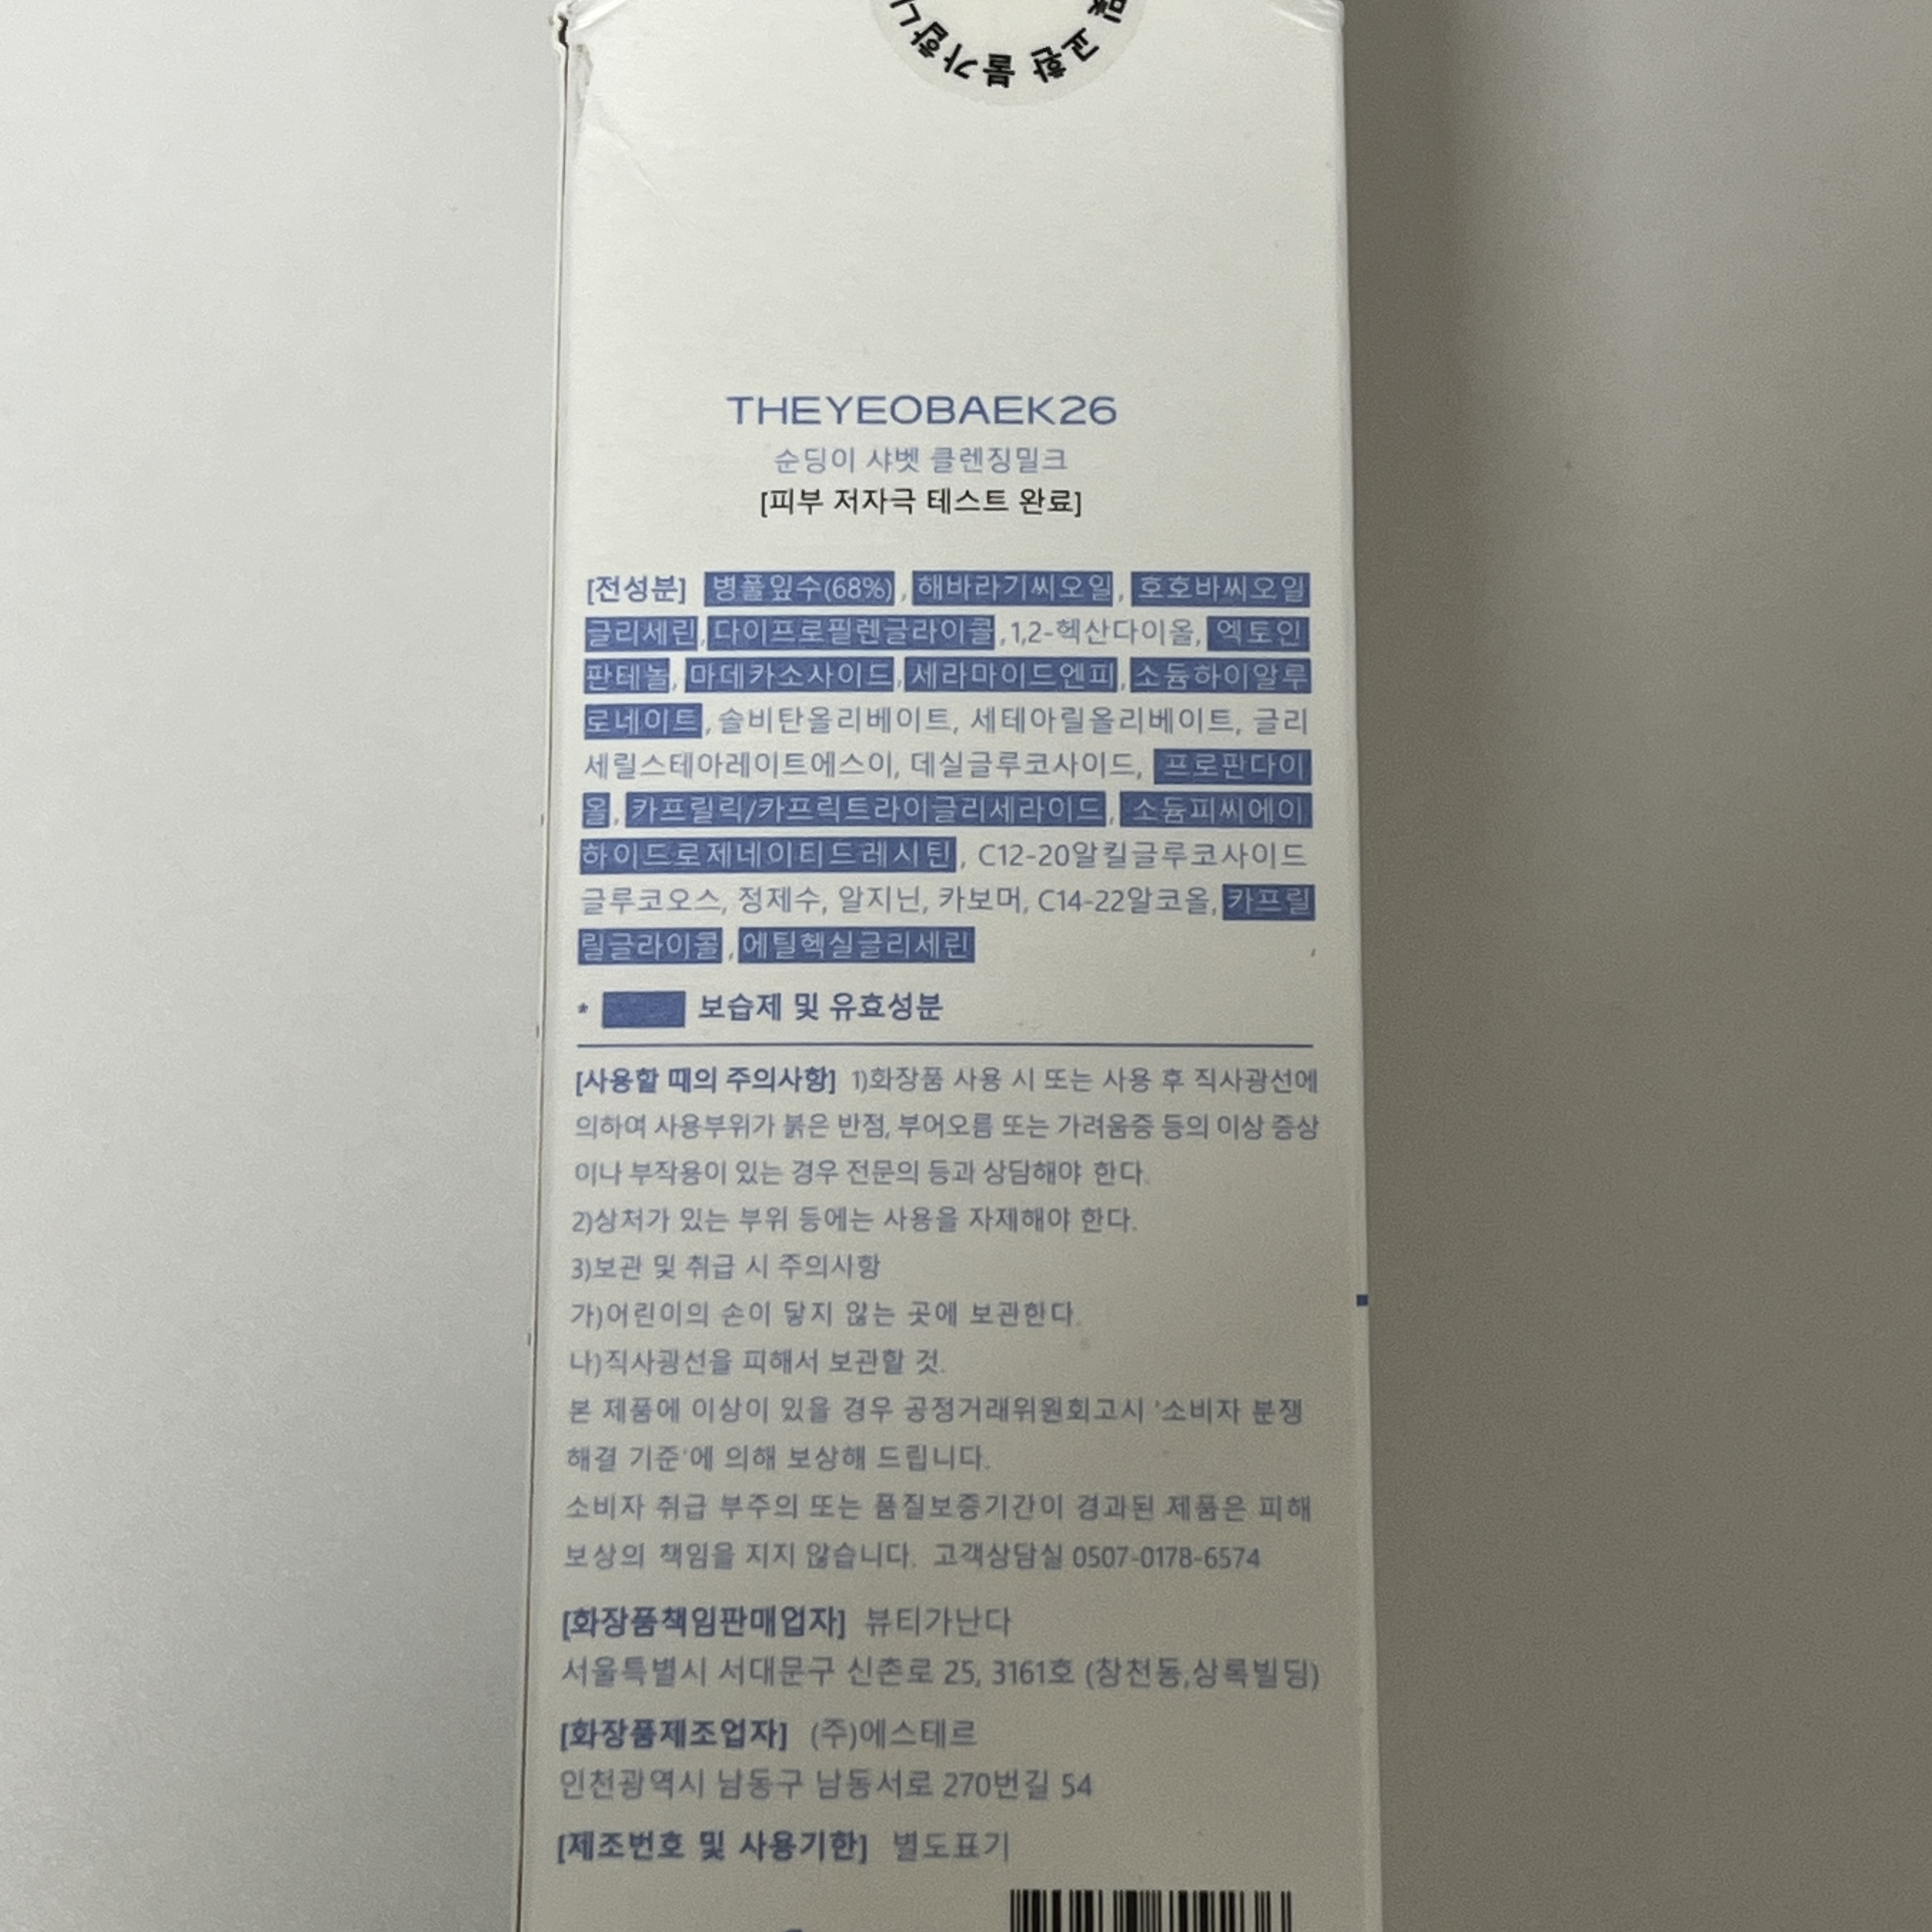 및 교환 불가합니
THEYEOBAEK26
순딩이 샤벳 클렌징밀크
[피부 저자극 테스트 완료]
[전성분] 병풀잎수(68%), 해바라기씨오일, 호호바씨오일
글리세린, 다이프로필렌글라이콜, 1,2-헥산다이올, 엑토인
판테놀, 마데카소사이드, 세라마이드엔피, 소듐하이알루
로네이트, 솔비탄올리베이트, 세테아릴올리베이트, 글리
세릴스테아레이트에스이, 데실글루코사이드, 프로판다이
올, 카프릴릭/카프릭트라이글리세라이드, 소듐피씨에이
하이드로제네이티드레시틴, C12-20알킬글루코사이드
글루코오스, 정제수, 알지닌, 카보머, C14-22알코올, 카프릴
릴글라이콜, 에틸헥실글리세린 ,
* 보습제 및 유효성분
[사용할 때의 주의사항] 1)화장품 사용 시 또는 사용 후 직사광선에
의하여 사용부위가 붉은 반점, 부어오름 또는 가려움증 등의 이상 증상
이나 부작용이 있는 경우 전문의 등과 상담해야 한다.
2)상처가 있는 부위 등에는 사용을 자제해야 한다.
3)보관 및 취급 시 주의사항
가)어린이의 손이 닿지 않는 곳에 보관한다.
나)직사광선을 피해서 보관할 것.
본 제품에 이상이 있을 경우 공정거래위원회고시 '소비자 분쟁
해결 기준'에 의해 보상해 드립니다.
소비자 취급 부주의 또는 품질보증기간이 경과된 제품은 피해
보상의 책임을 지지 않습니다. 고객상담실 0507-0178-6574
[화장품책임판매업자] 뷰티가난다
서울특별시 서대문구 신촌로 25, 3161호 (창천동,상록빌딩)
[화장품제조업자] (주)에스테르
인천광역시 남동구 남동서로 270번길 54
[제조번호 및 사용기한] 별도표기